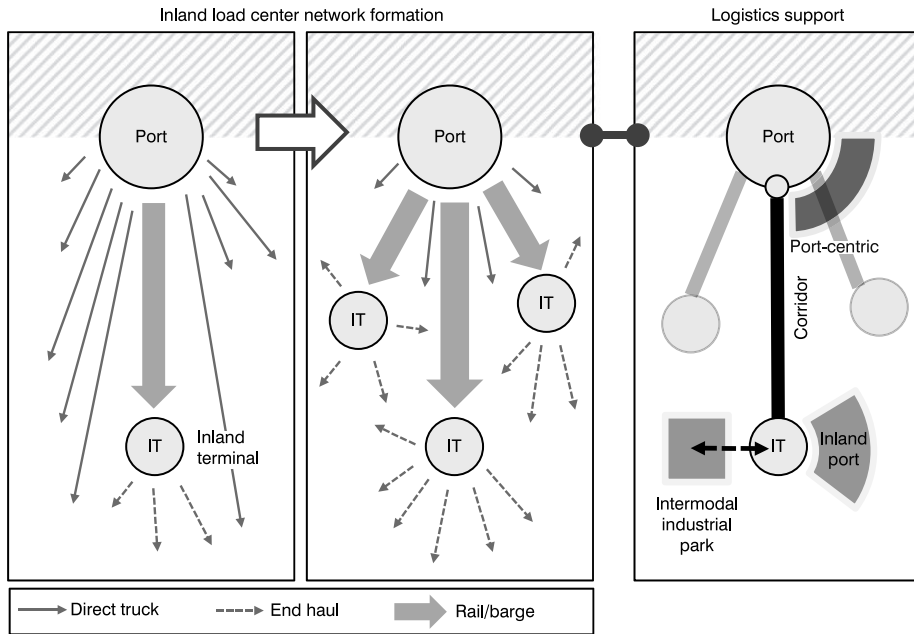 Inland load center network formation
Logistics support
Port
IT
Inland
terminal
Port
IT
IT
IT
Port
Port-centric
Corridor
IT
Inland
port
Intermodal
industrial
park
Direct truck
End haul
Rail/barge